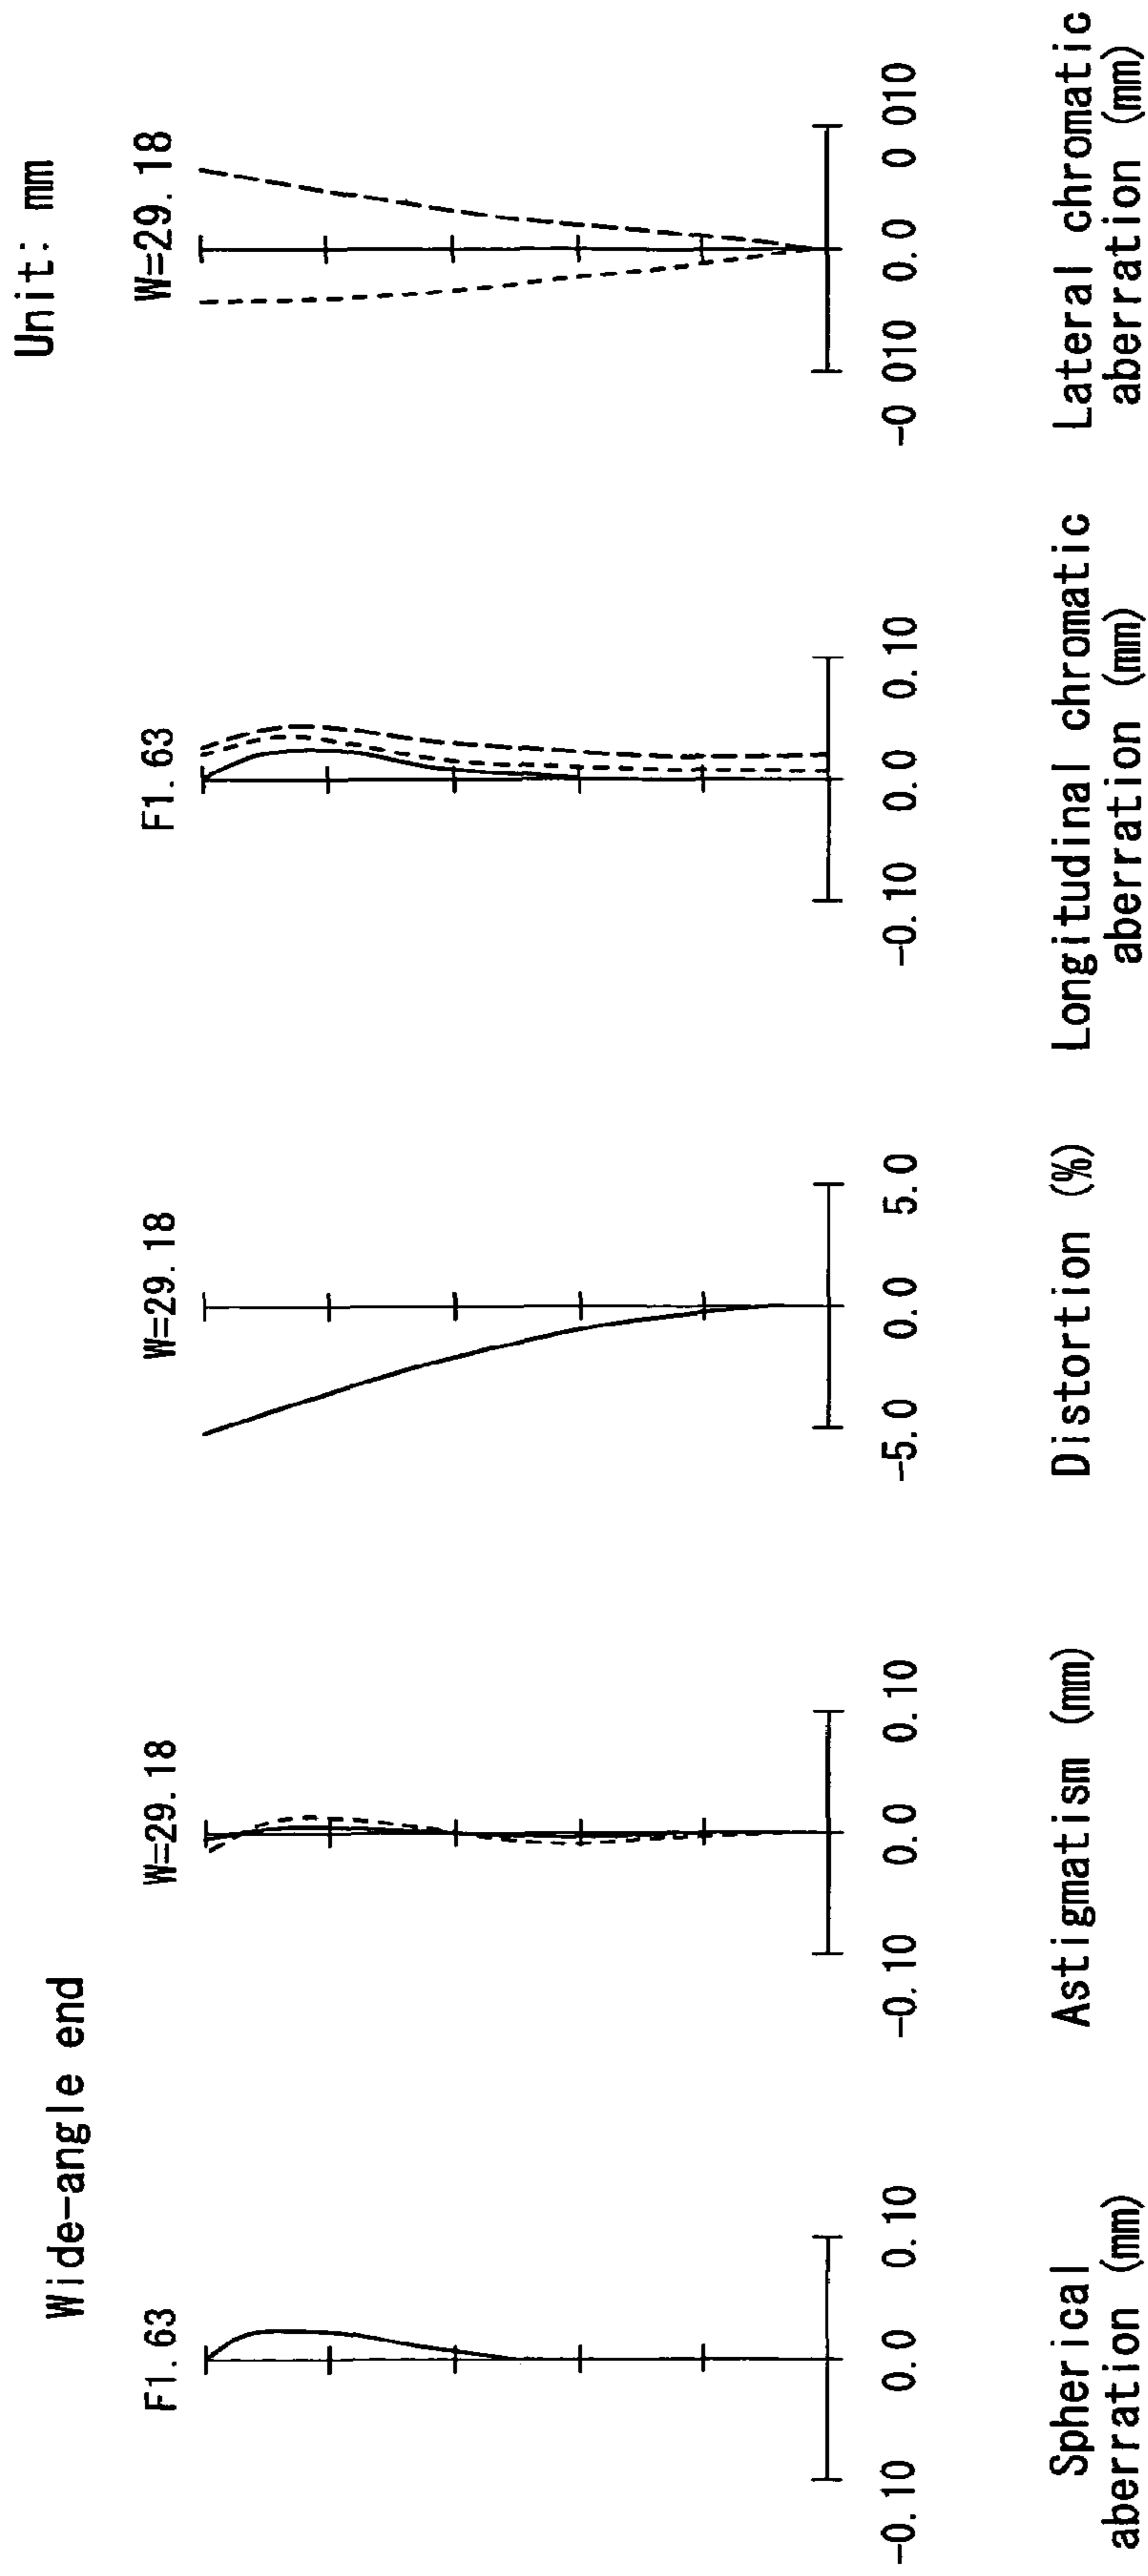 Unit: mm
Wide-angle end
F1. 63
W=29. 18
W=29. 18
F1. 63
W=29. 18
-0. 10 0. 0 0. 10
-0. 10 0. 0 0. 10
-5. 0 0. 0 5. 0
-0. 10 0. 0 0. 10
-0 010 0. 0 0 010
Spherical
aberration (mm)
Astigmatism (mm)
Distortion (%)
Longitudinal chromatic
aberration (mm)
Lateral chromatic
aberration (mm)